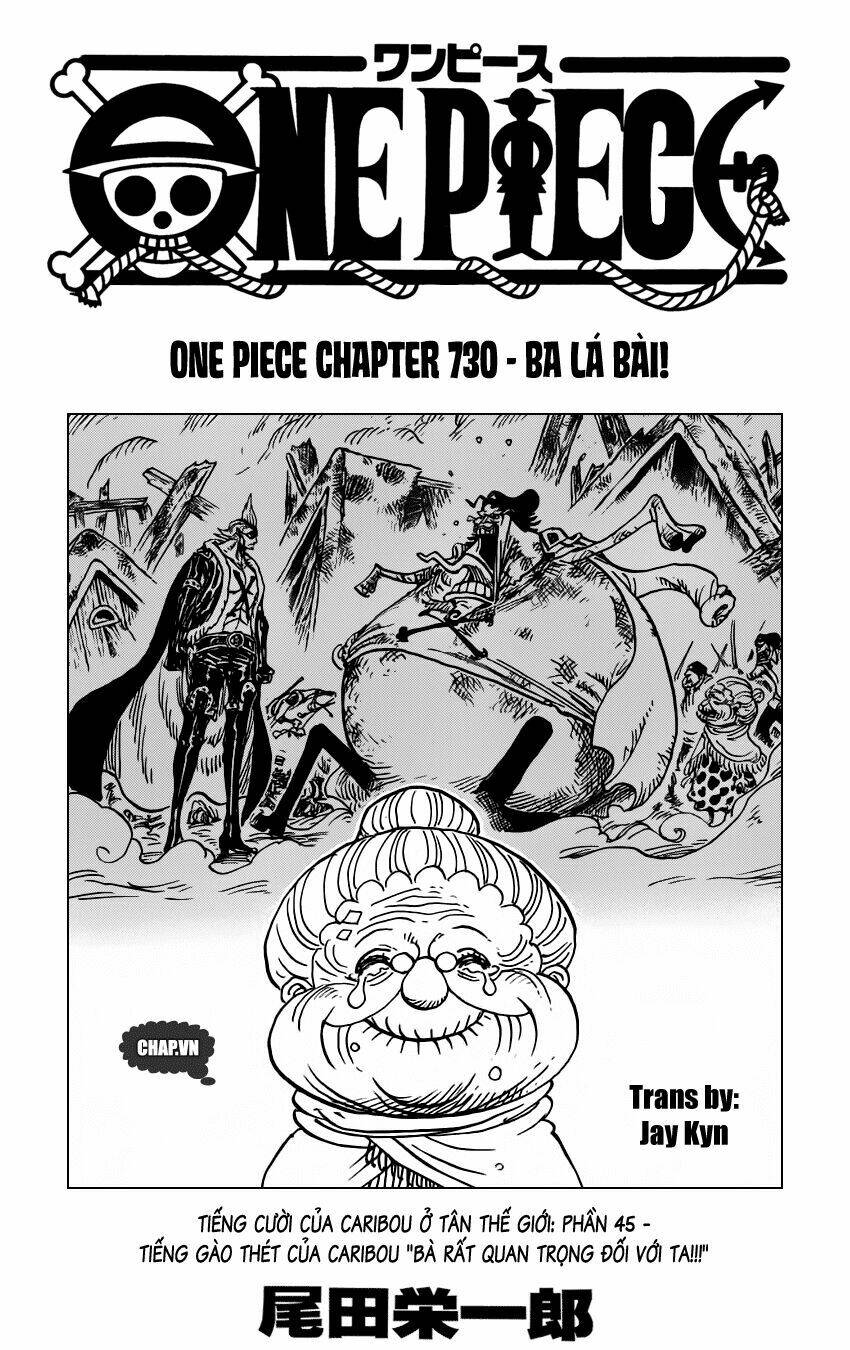 ワンピース
ONE PIECE
ONE PIECE CHAPTER 730 - BA LÁ BÀI!
CHAP.VN
Trans by:
Jay Kyn
TIẾNG CƯỜI CỦA CARIBOU Ở TÂN THẾ GIỚI: PHẦN 45 -
TIẾNG GÀO THÉT CỦA CARIBOU "BÀ RẤT QUAN TRỌNG ĐỐI VỚI TA!!!"
尾田栄一郎